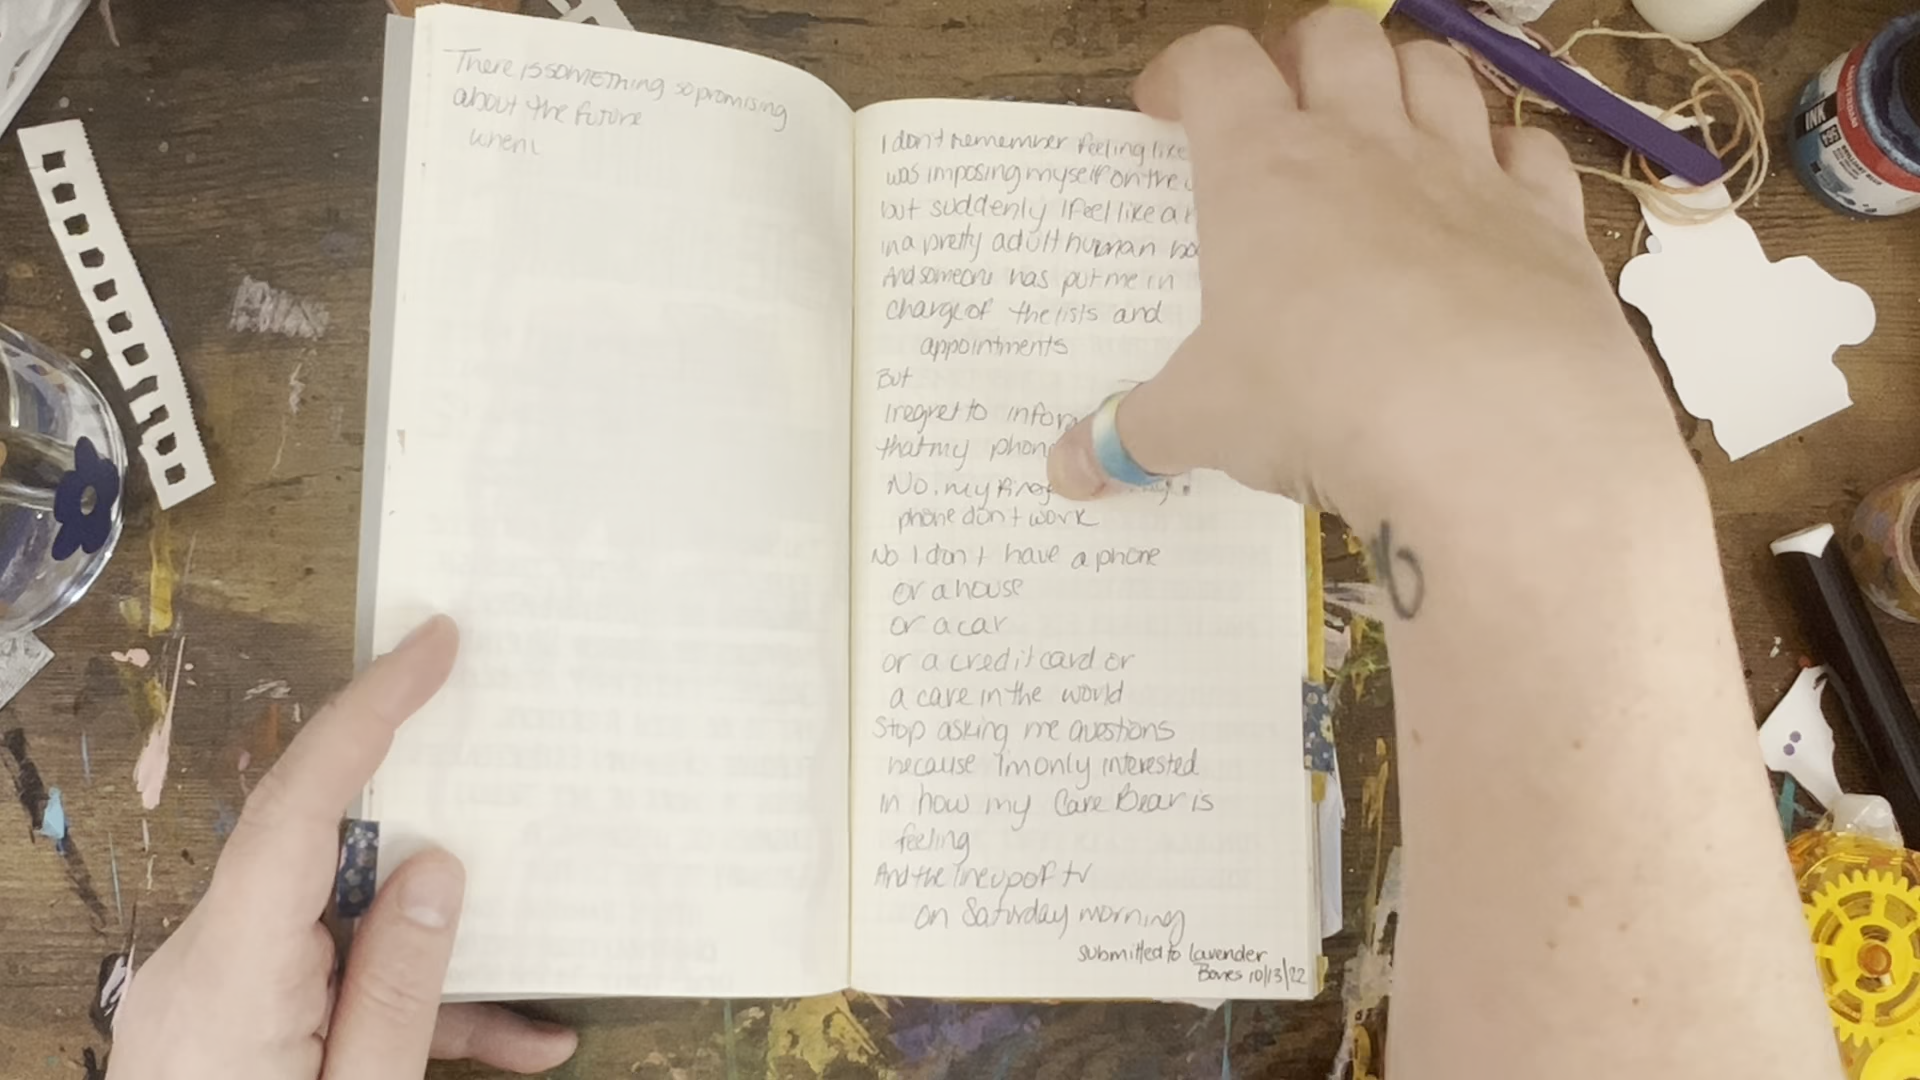 There is something so promising
about the future
when
I don't remember feeling like
was imposing myself on the
but suddenly I feel like a
in a pretty adult human
And someone has put me in
charge of the lists and
appointments
But
I regret to inform
that my phone
No, my
phone don't work
No I don't have a phone
or a house
or a car
or a credit card or
a care in the world
Stop asking me questions
because I'm only interested
in how my Care Bear is
feeling
And the lineup of tv
on Saturday morning
submitted to lavender
Bones 10/13/22